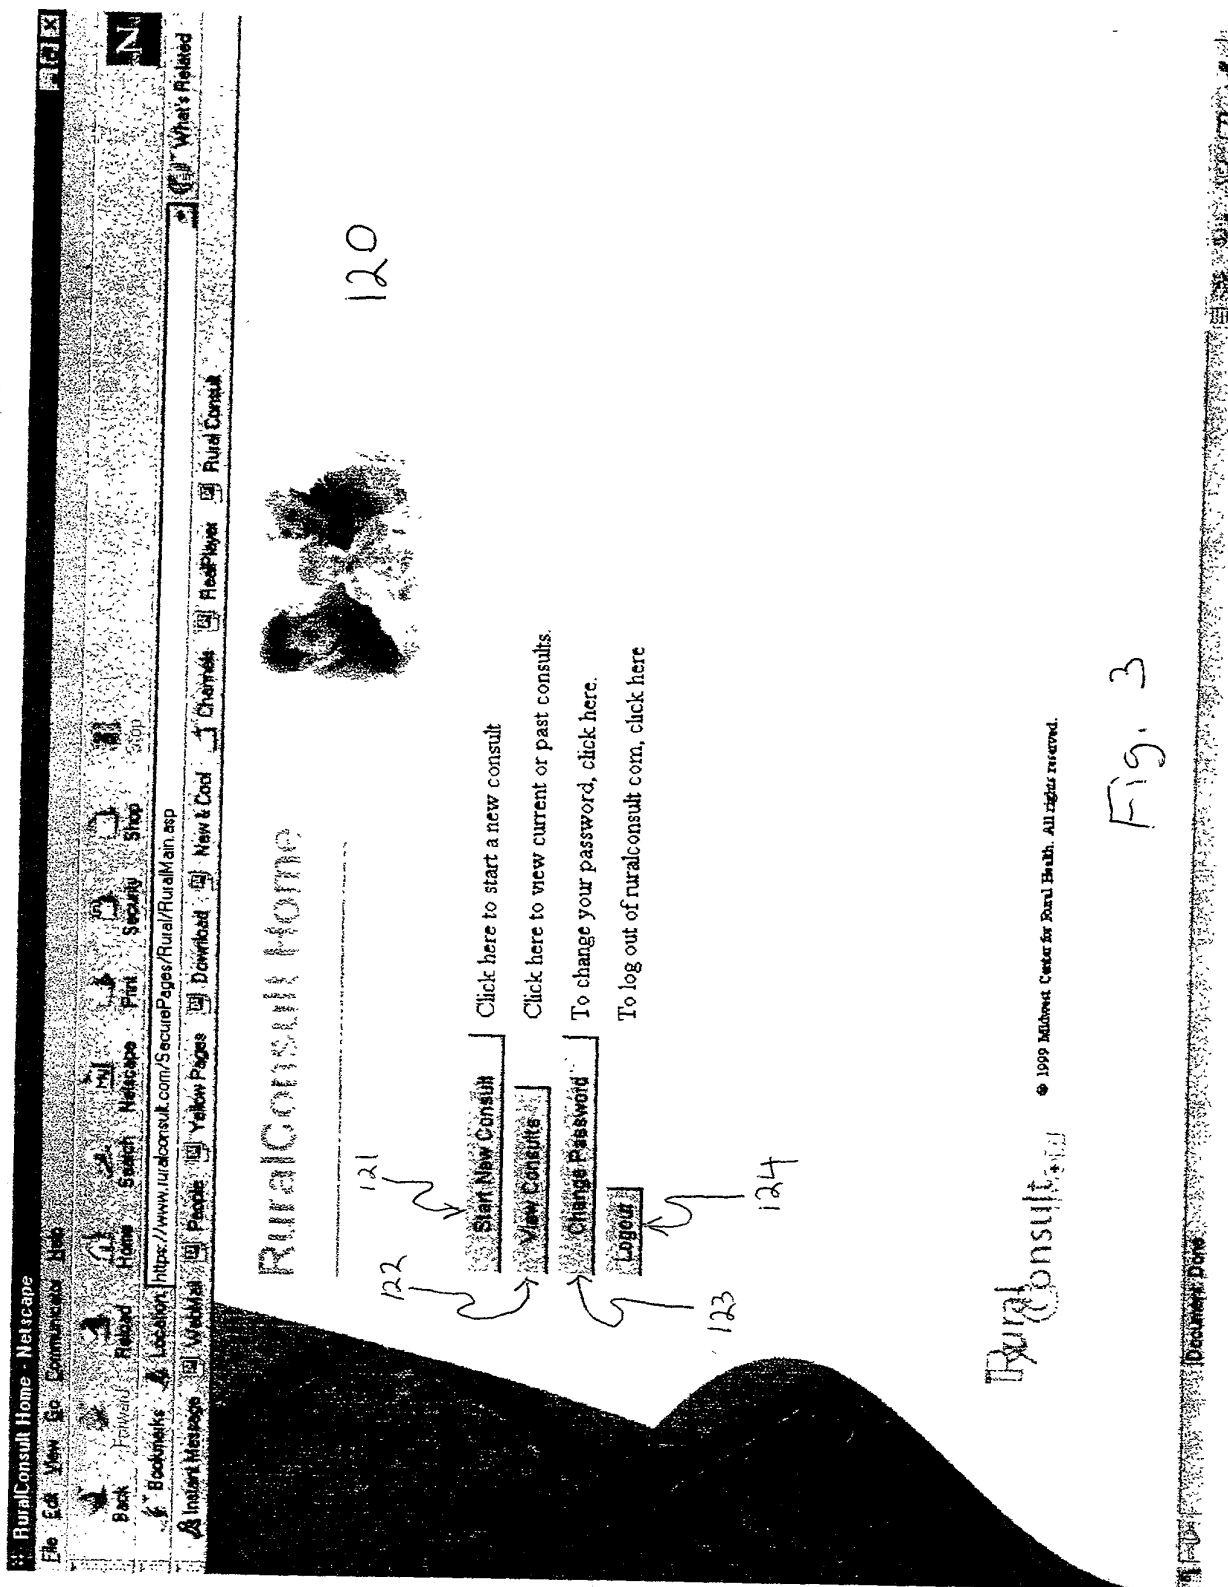 RuralConsult Home - Netscape
File Edit View Go Communicator Help
Back Forward Reload Home Search Netscape Print Security Shop Stop
Bookmarks Location: https://www.ruralconsult.com/SecurePages/Rural/RuralMain.asp What's Related
Instant Message WebMail People Yellow Pages Download New & Cool Channels RealPlayer Rural Consult
N
RuralConsult Home
120
121
122
Start New Consult Click here to start a new consult
View Consults Click here to view current or past consults.
Change Password To change your password, click here.
Logout To log out of ruralconsult com, click here
123
124
Rural
Consult
© 1999 Midwest Center for Rural Health. All rights reserved.
Fig. 3
Document: Done